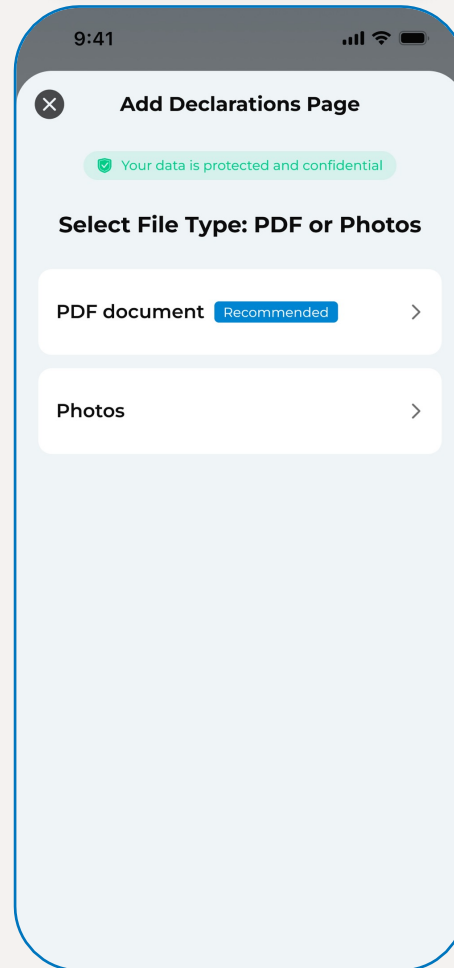 9:41
Add Declarations Page
Your data is protected and confidential
Select File Type: PDF or Photos
PDF document Recommended
Photos